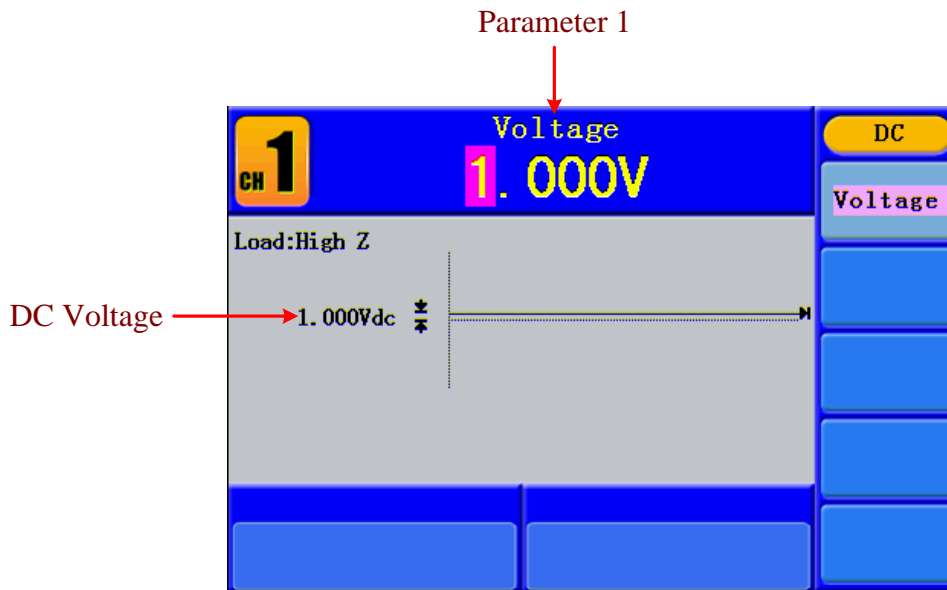 Parameter 1
CH 1
Voltage
1.000V
DC
Voltage
Load:High Z
DC Voltage
1.000Vdc